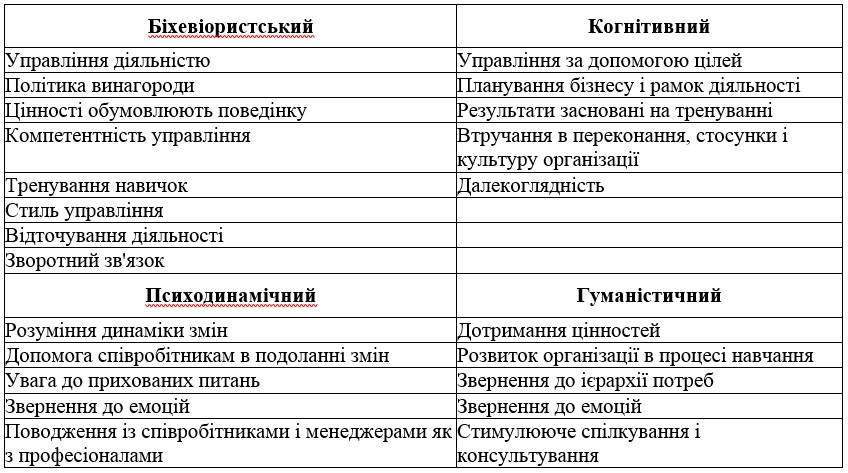 Біхевіористський
Когнітивний
Управління діяльністю
Управління за допомогою цілей
Політика винагороди
Планування бізнесу і рамок діяльності
Цінності обумовлюють поведінку
Результати засновані на тренуванні
Компетентність управління
Втручання в переконання, стосунки і
культуру організації
Тренування навичок
Далекоглядність
Стиль управління
Відточування діяльності
Зворотний зв'язок
Психодинамічний
Гуманістичний
Розуміння динаміки змін
Дотримання цінностей
Допомога співробітникам в подоланні змін
Розвиток організації в процесі навчання
Увага до прихованих питань
Звернення до ієрархії потреб
Звернення до емоцій
Звернення до емоцій
Поводження із співробітниками і менеджерами як
з професіоналами
Стимулююче спілкування і
консультування